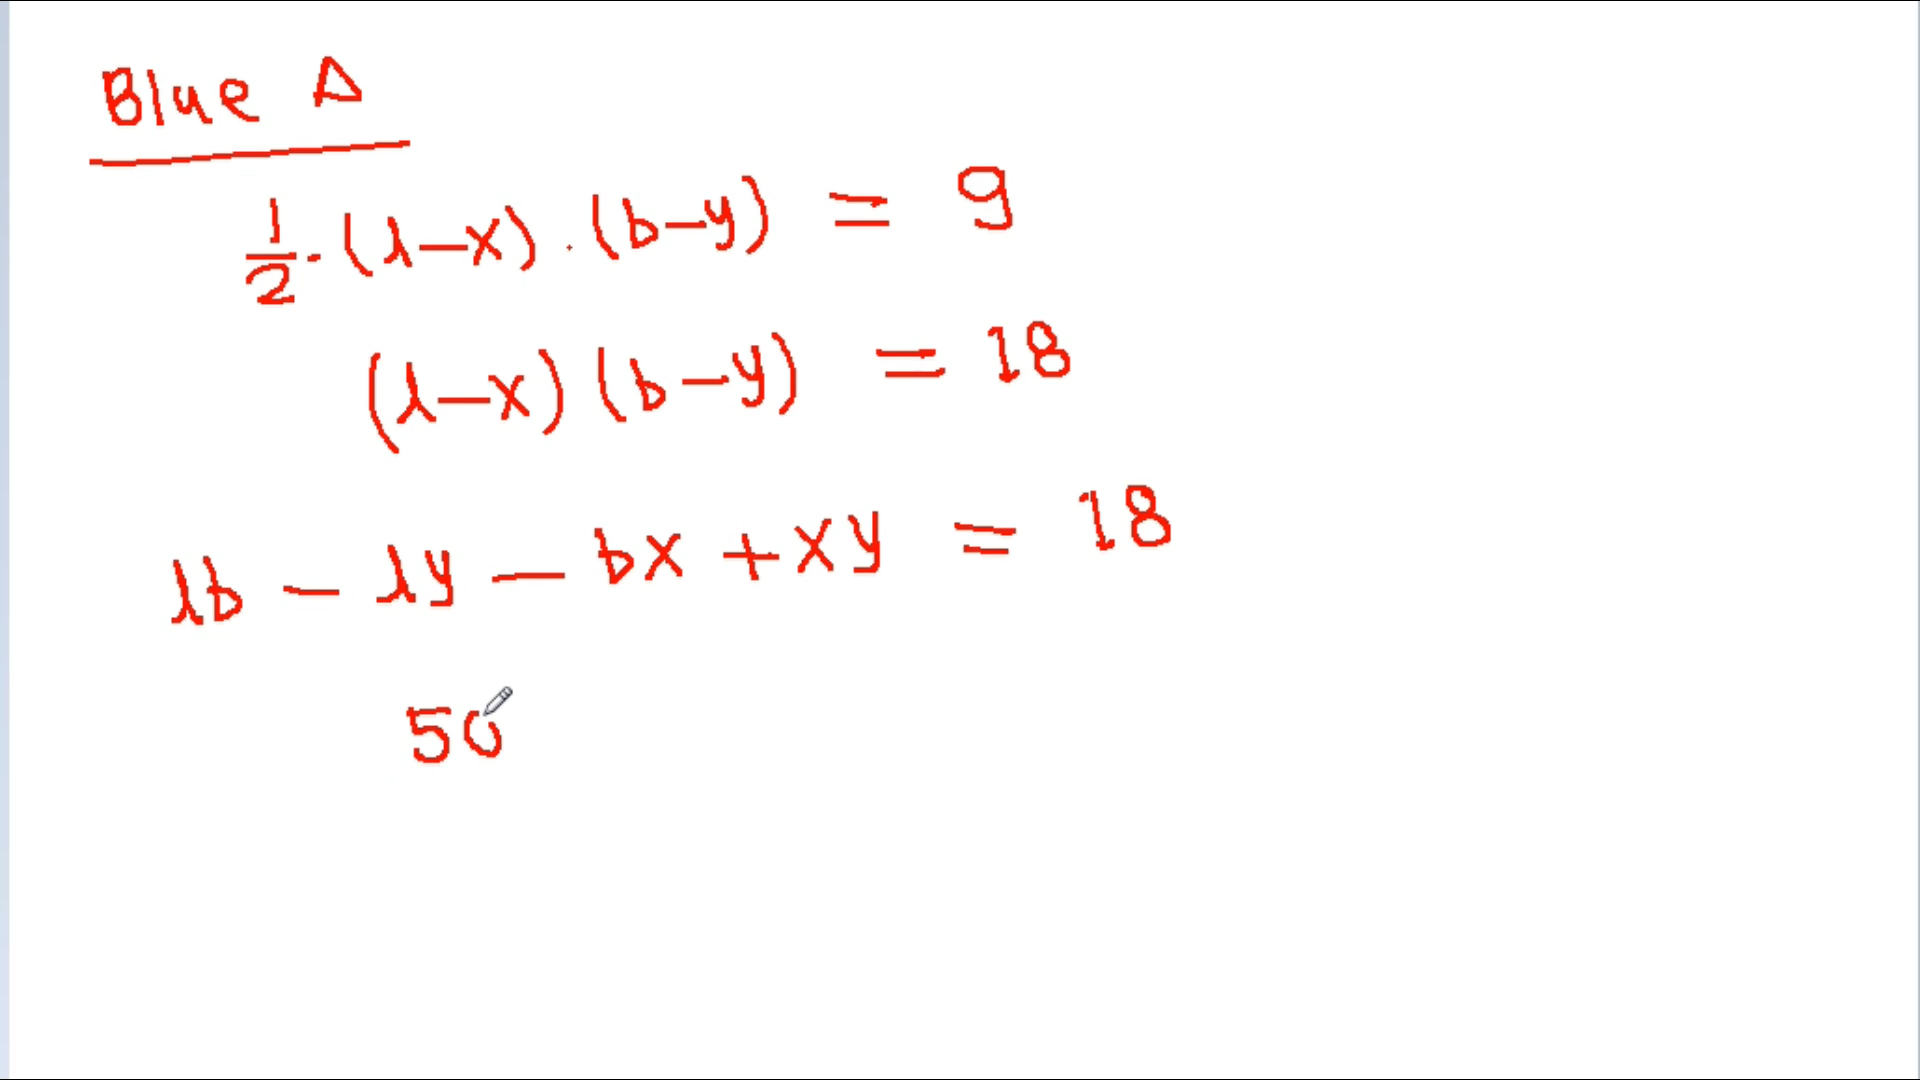 Blue Δ
1/2 · (l-x) · (b-y) = 9
(l-x) (b-y) = 18
lb - ly - bx + xy = 18
50